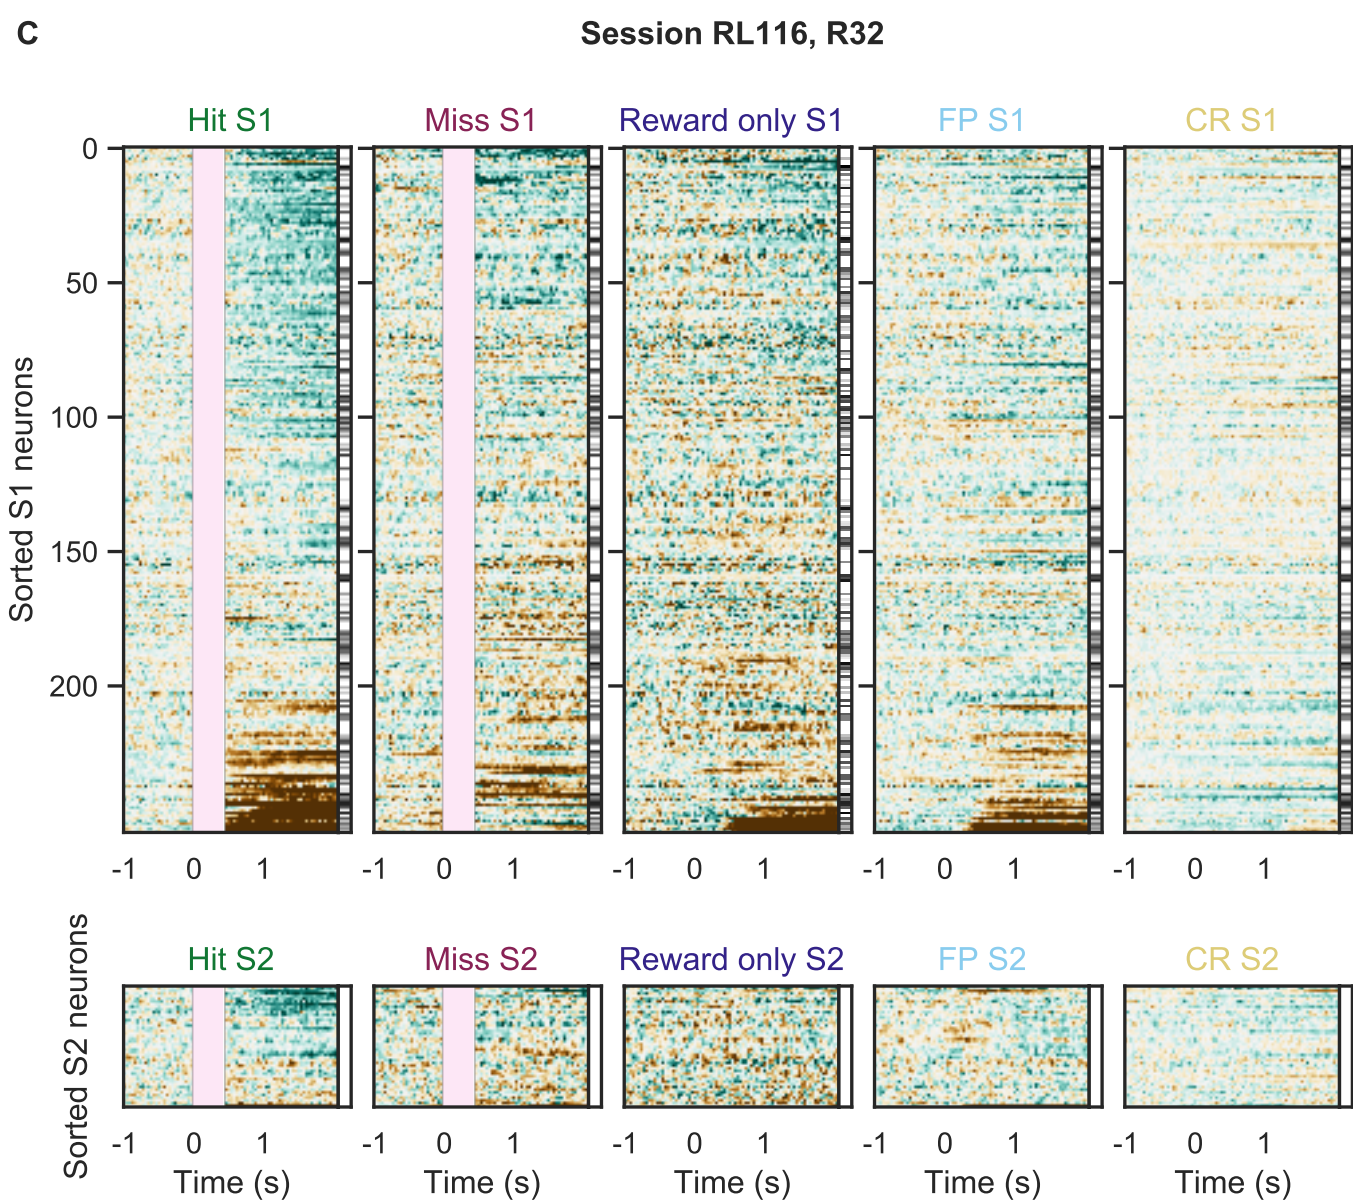 C
Session RL116, R32
Hit S1 Miss S1 Reward only S1 FP S1 CR S1
Sorted S1 neurons
0
50
100
150
200
-1 0 1 -1 0 1 -1 0 1 -1 0 1 -1 0 1
Sorted S2 neurons
Hit S2 Miss S2 Reward only S2 FP S2 CR S2
-1 0 1 -1 0 1 -1 0 1 -1 0 1 -1 0 1
Time (s) Time (s) Time (s) Time (s) Time (s)